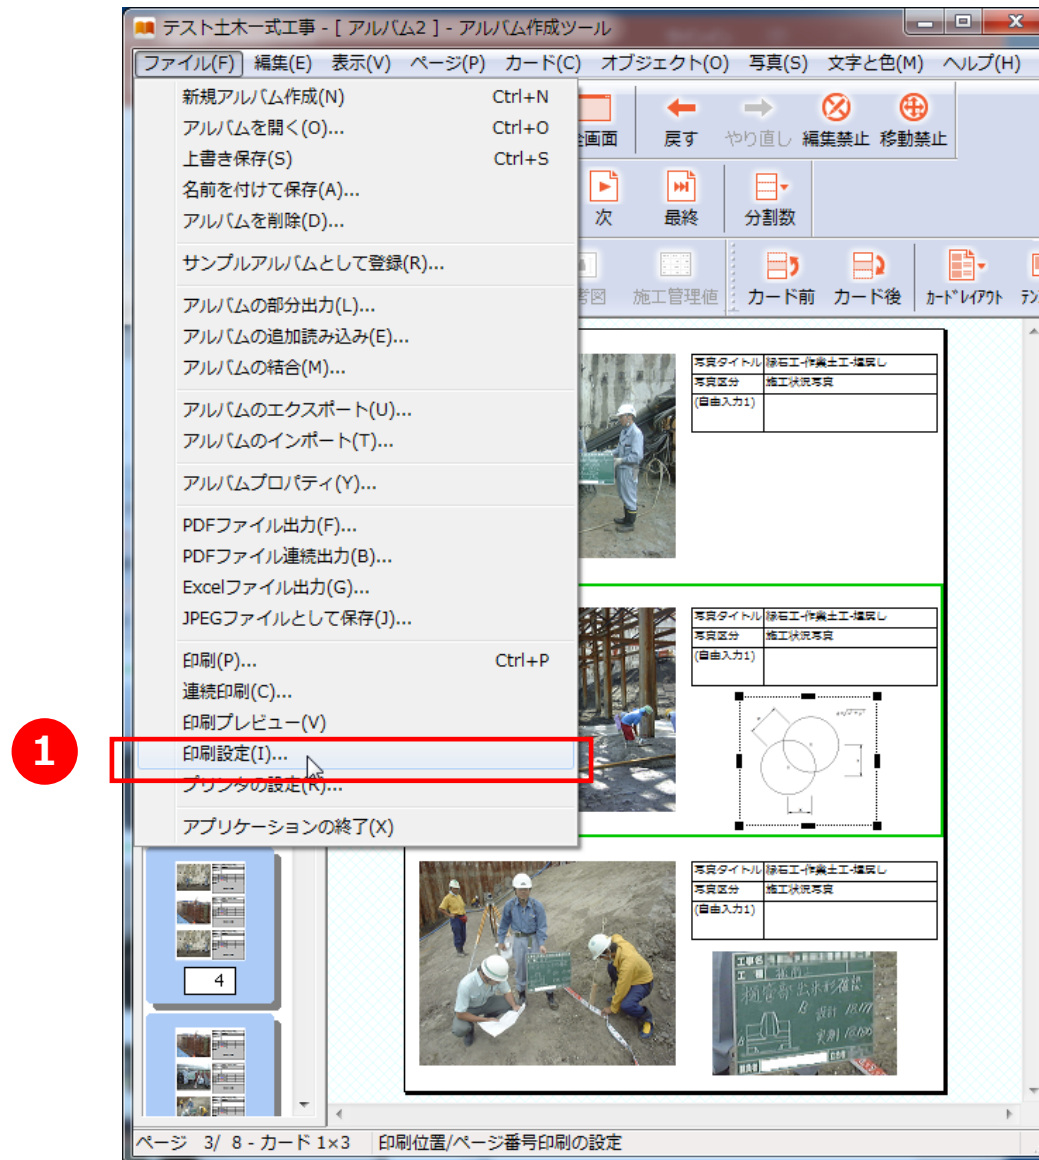 テスト土木一式工事 - [ アルバム2 ] - アルバム作成ツール
ファイル(F) 編集(E) 表示(V) ページ(P) カード(C) オブジェクト(O) 写真(S) 文字と色(M) ヘルプ(H)
新規アルバム作成(N) Ctrl+N
アルバムを開く(O)... Ctrl+O
上書き保存(S) Ctrl+S
名前を付けて保存(A)...
アルバムを削除(D)...
サンプルアルバムとして登録(R)...
アルバムの部分出力(L)...
アルバムの追加読み込み(E)...
アルバムの結合(M)...
アルバムのエクスポート(U)...
アルバムのインポート(T)...
アルバムプロパティ(Y)...
PDFファイル出力(F)...
PDFファイル連続出力(B)...
Excelファイル出力(G)...
JPEGファイルとして保存(J)...
印刷(P)... Ctrl+P
連続印刷(C)...
印刷プレビュー(V)
1
印刷設定(I)...
プリンタの設定(R)...
アプリケーションの終了(X)
画面 戻す やり直し 編集禁止 移動禁止
次 最終 分割数
図 施工管理値 カード前 カード後 カードレイアウト
写真タイトル 縁石工-作業土工-埋戻し
写真区分 施工状況写真
(自由入力1)
写真タイトル 縁石工-作業土工-埋戻し
写真区分 施工状況写真
(自由入力1)
写真タイトル 縁石工-作業土工-埋戻し
写真区分 施工状況写真
(自由入力1)
工事名
工 種
樋管部出来形確認
設計
実測
4
ページ 3/ 8 - カード 1×3 印刷位置/ページ番号印刷の設定